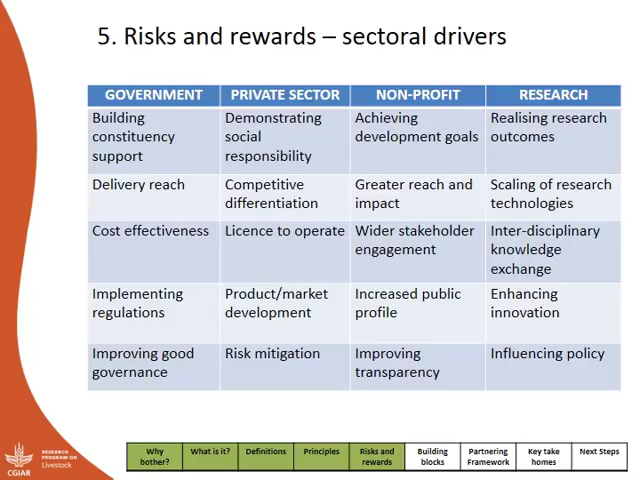 5. Risks and rewards – sectoral drivers
GOVERNMENT PRIVATE SECTOR NON-PROFIT RESEARCH
Building constituency support
Demonstrating social responsibility
Achieving development goals
Realising research outcomes
Delivery reach
Competitive differentiation
Greater reach and impact
Scaling of research technologies
Cost effectiveness
Licence to operate
Wider stakeholder engagement
Inter-disciplinary knowledge exchange
Implementing regulations
Product/market development
Increased public profile
Enhancing innovation
Improving good governance
Risk mitigation
Improving transparency
Influencing policy
CGIAR
RESEARCH PROGRAM ON Livestock
Why bother?
What is it?
Definitions
Principles
Risks and rewards
Building blocks
Partnering Framework
Key take homes
Next Steps